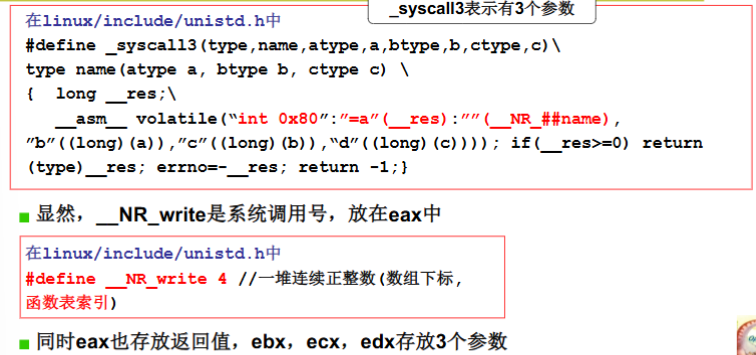 _syscall3表示有3个参数
在linux/include/unistd.h中
#define _syscall3(type,name,atype,a,btype,b,ctype,c)\
type name(atype a, btype b, ctype c) \
{ long __res;\
__asm__ volatile(“int 0x80”:”=a”(__res):””(__NR_##name),
”b”((long)(a)),”c”((long)(b)),“d”((long)(c)))); if(__res>=0) return
(type)__res; errno=-__res; return -1;}
显然，__NR_write是系统调用号，放在eax中
在linux/include/unistd.h中
#define __NR_write 4 //一堆连续正整数(数组下标,
函数表索引)
同时eax也存放返回值，ebx，ecx，edx存放3个参数